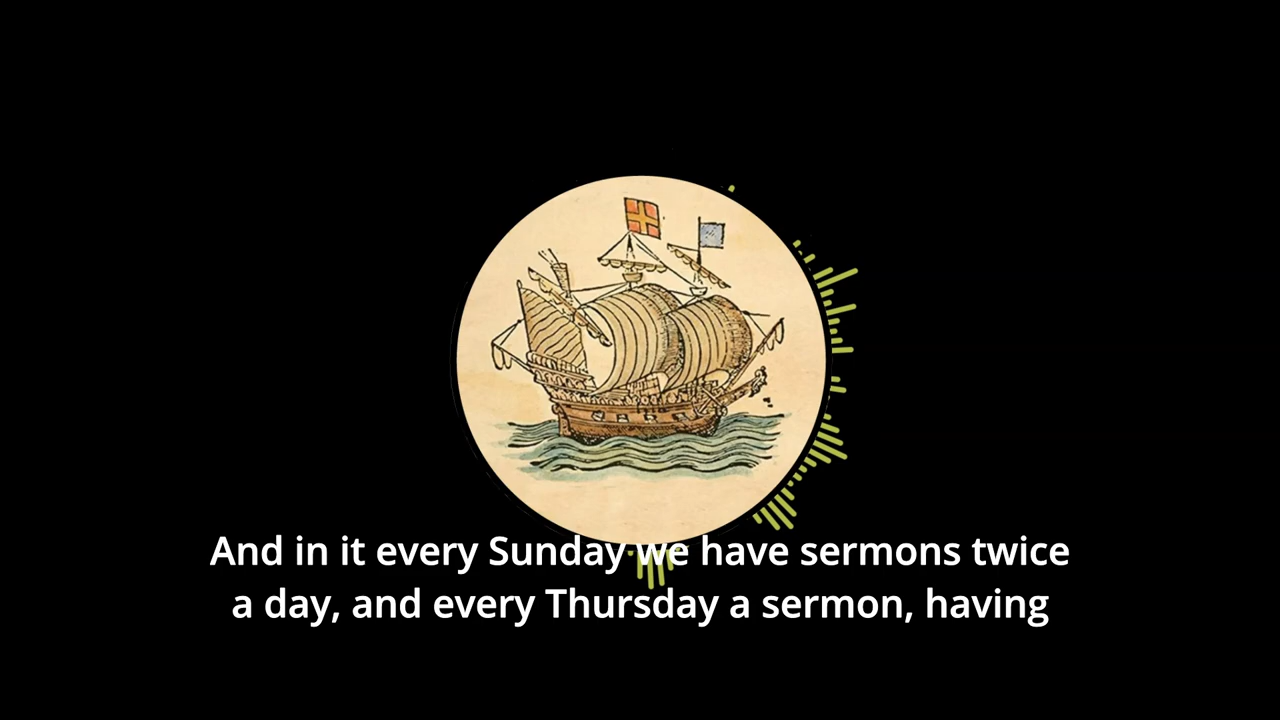 And in it every Sunday we have sermons twice
a day, and every Thursday a sermon, having